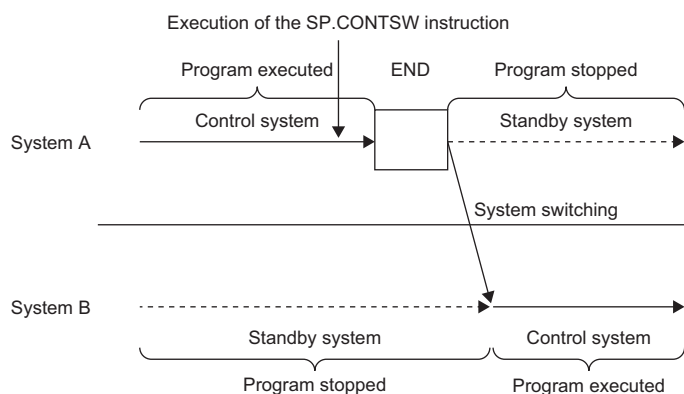 Execution of the SP.CONTSW instruction
Program executed
END
Program stopped
System A
Control system
Standby system
System switching
System B
Standby system
Control system
Program stopped
Program executed